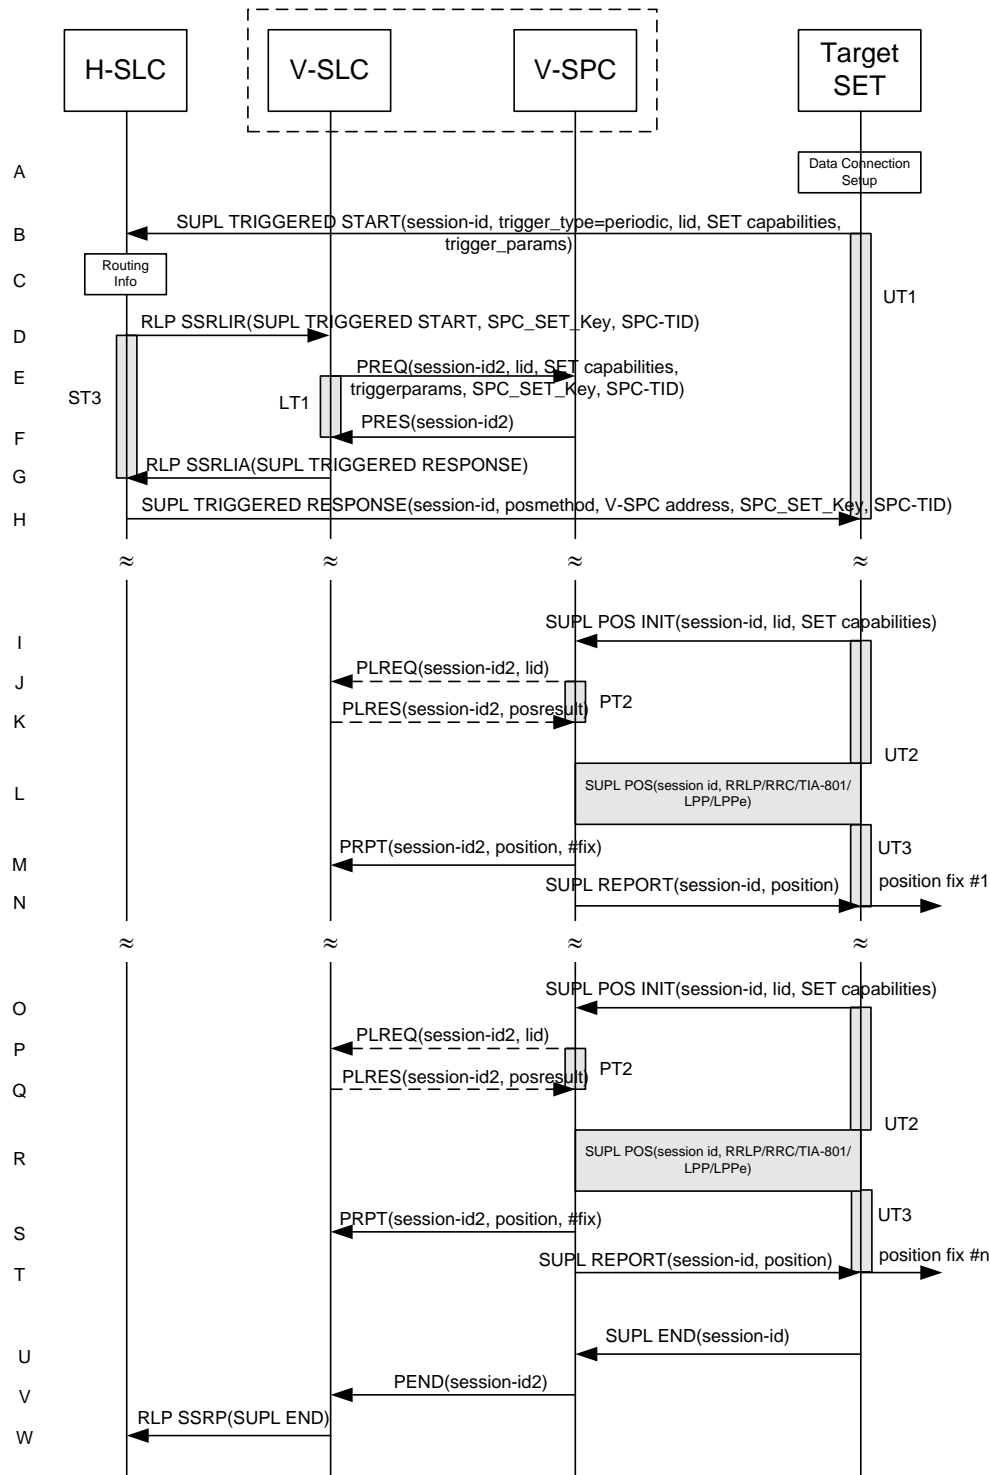 H-SLC
V-SLC
V-SPC
Target
SET
A
Data Connection
Setup
B
SUPL TRIGGERED START(session-id, trigger_type=periodic, lid, SET capabilities,
trigger_params)
C
Routing
Info
UT1
D
RLP SSRLIR(SUPL TRIGGERED START, SPC_SET_Key, SPC-TID)
E
PREQ(session-id2, lid, SET capabilities,
triggerparams, SPC_SET_Key, SPC-TID)
ST3
LT1
F
PRES(session-id2)
G
RLP SSRLIA(SUPL TRIGGERED RESPONSE)
H
SUPL TRIGGERED RESPONSE(session-id, posmethod, V-SPC address, SPC_SET_Key, SPC-TID)
≈ ≈ ≈ ≈
I
SUPL POS INIT(session-id, lid, SET capabilities)
J
PLREQ(session-id2, lid)
PT2
K
PLRES(session-id2, posresult)
UT2
L
SUPL POS(session id, RRLP/RRC/TIA-801/
LPP/LPPe)
UT3
M
PRPT(session-id2, position, #fix)
N
SUPL REPORT(session-id, position)
position fix #1
≈ ≈ ≈ ≈
O
SUPL POS INIT(session-id, lid, SET capabilities)
P
PLREQ(session-id2, lid)
PT2
Q
PLRES(session-id2, posresult)
UT2
R
SUPL POS(session id, RRLP/RRC/TIA-801/
LPP/LPPe)
UT3
S
PRPT(session-id2, position, #fix)
T
SUPL REPORT(session-id, position)
position fix #n
U
SUPL END(session-id)
V
PEND(session-id2)
W
RLP SSRP(SUPL END)